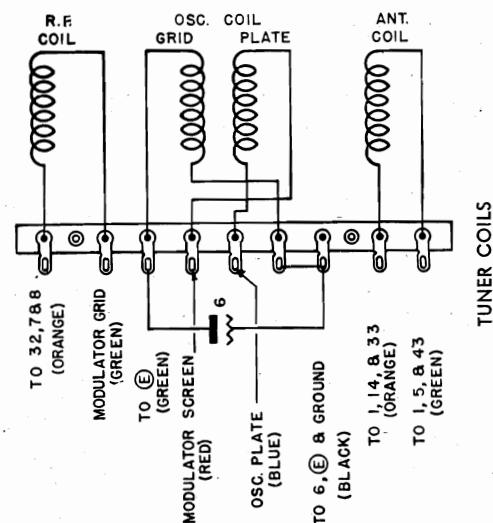 R.F. COIL
OSC. COIL
GRID PLATE
ANT. COIL
6
TO 32,7&8
(ORANGE)
MODULATOR GRID
(GREEN)
TO Ⓔ
(GREEN)
MODULATOR SCREEN
(RED)
OSC. PLATE
(BLUE)
TO 6, Ⓔ & GROUND
(BLACK)
TO 1, 14, & 33
(ORANGE)
TO 1, 5, & 43
(GREEN)
TUNER COILS